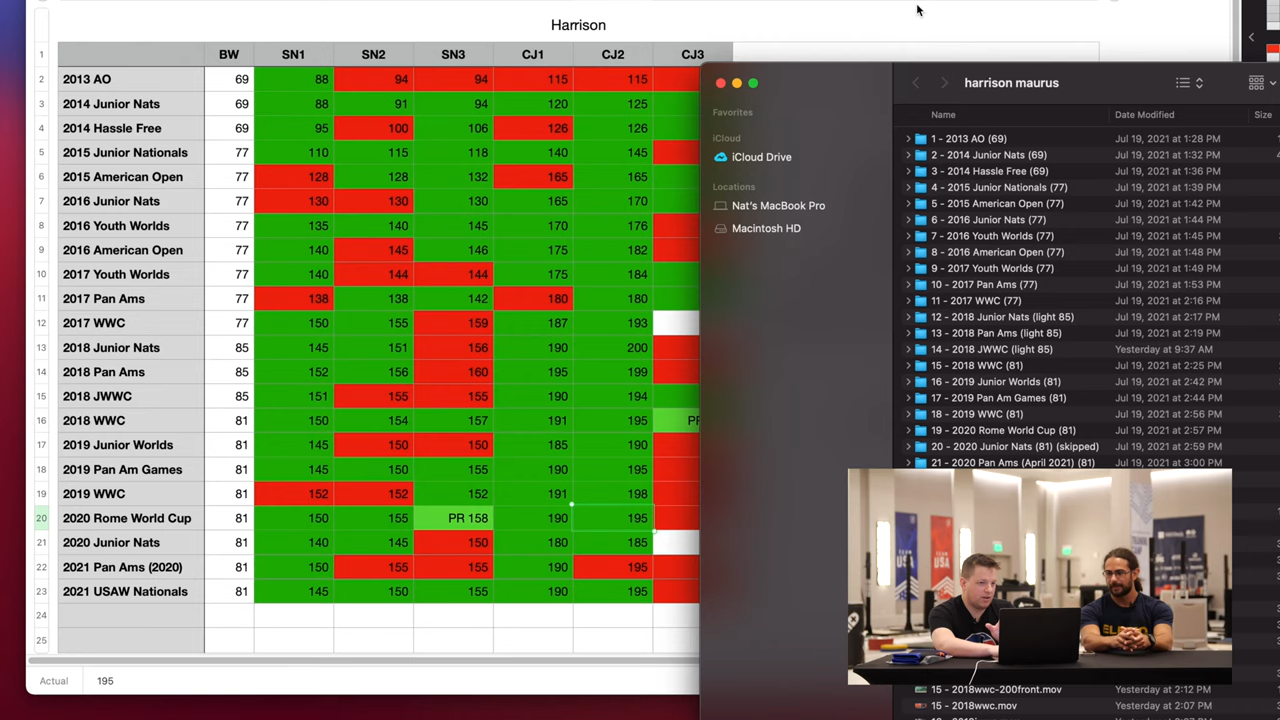 Harrison
BW SN1 SN2 SN3 CJ1 CJ2 CJ3
1
2 2013 AO 69 88 94 94 115 115
3 2014 Junior Nats 69 88 91 94 120 125
4 2014 Hassle Free 69 95 100 106 126 126
5 2015 Junior Nationals 77 110 115 118 140 145
6 2015 American Open 77 128 128 132 165 165
7 2016 Junior Nats 77 130 130 130 165 170
8 2016 Youth Worlds 77 135 140 145 170 176
9 2016 American Open 77 140 145 146 175 182
10 2017 Youth Worlds 77 140 144 144 175 184
11 2017 Pan Ams 77 138 138 142 180 180
12 2017 WWC 77 150 155 159 187 193
13 2018 Junior Nats 85 145 151 156 190 200
14 2018 Pan Ams 85 152 156 160 195 199
15 2018 JWWC 85 151 155 155 190 194
16 2018 WWC 81 150 154 157 191 195
17 2019 Junior Worlds 81 145 150 150 185 190
18 2019 Pan Am Games 81 145 150 155 190 195
19 2019 WWC 81 152 152 152 191 198
20 2020 Rome World Cup 81 150 155 PR 158 190 195
21 2020 Junior Nats 81 140 145 150 180 185
22 2021 Pan Ams (2020) 81 150 155 155 190 195
23 2021 USAW Nationals 81 145 150 155 190 195
24
25
Actual 195
harrison maurus
Favorites
iCloud
iCloud Drive
Locations
Nat's MacBook Pro
Macintosh HD
Name Date Modified Size
1 - 2013 AO (69) Jul 19, 2021 at 1:28 PM
2 - 2014 Junior Nats (69) Jul 19, 2021 at 1:32 PM
3 - 2014 Hassle Free (69) Jul 19, 2021 at 1:36 PM
4 - 2015 Junior Nationals (77) Jul 19, 2021 at 1:39 PM
5 - 2015 American Open (77) Jul 19, 2021 at 1:42 PM
6 - 2016 Junior Nats (77) Jul 19, 2021 at 1:44 PM
7 - 2016 Youth Worlds (77) Jul 19, 2021 at 1:45 PM
8 - 2016 American Open (77) Jul 19, 2021 at 1:48 PM
9 - 2017 Youth Worlds (77) Jul 19, 2021 at 1:49 PM
10 - 2017 Pan Ams (77) Jul 19, 2021 at 1:53 PM
11 - 2017 WWC (77) Jul 19, 2021 at 2:16 PM
12 - 2018 Junior Nats (light 85) Jul 19, 2021 at 2:17 PM
13 - 2018 Pan Ams (light 85) Jul 19, 2021 at 2:19 PM
14 - 2018 JWWC (light 85) Yesterday at 9:37 AM
15 - 2018 WWC (81) Jul 19, 2021 at 2:25 PM
16 - 2019 Junior Worlds (81) Jul 19, 2021 at 2:42 PM
17 - 2019 Pan Am Games (81) Jul 19, 2021 at 2:44 PM
18 - 2019 WWC (81) Jul 19, 2021 at 2:56 PM
19 - 2020 Rome World Cup (81) Jul 19, 2021 at 2:57 PM
20 - 2020 Junior Nats (81) (skipped) Jul 19, 2021 at 2:59 PM
21 - 2020 Pan Ams (April 2021) (81) Jul 19, 2021 at 3:00 PM
TEAM USA
15 - 2018wwc-200front.mov Yesterday at 2:12 PM
15 - 2018wwc.mov Yesterday at 2:07 PM